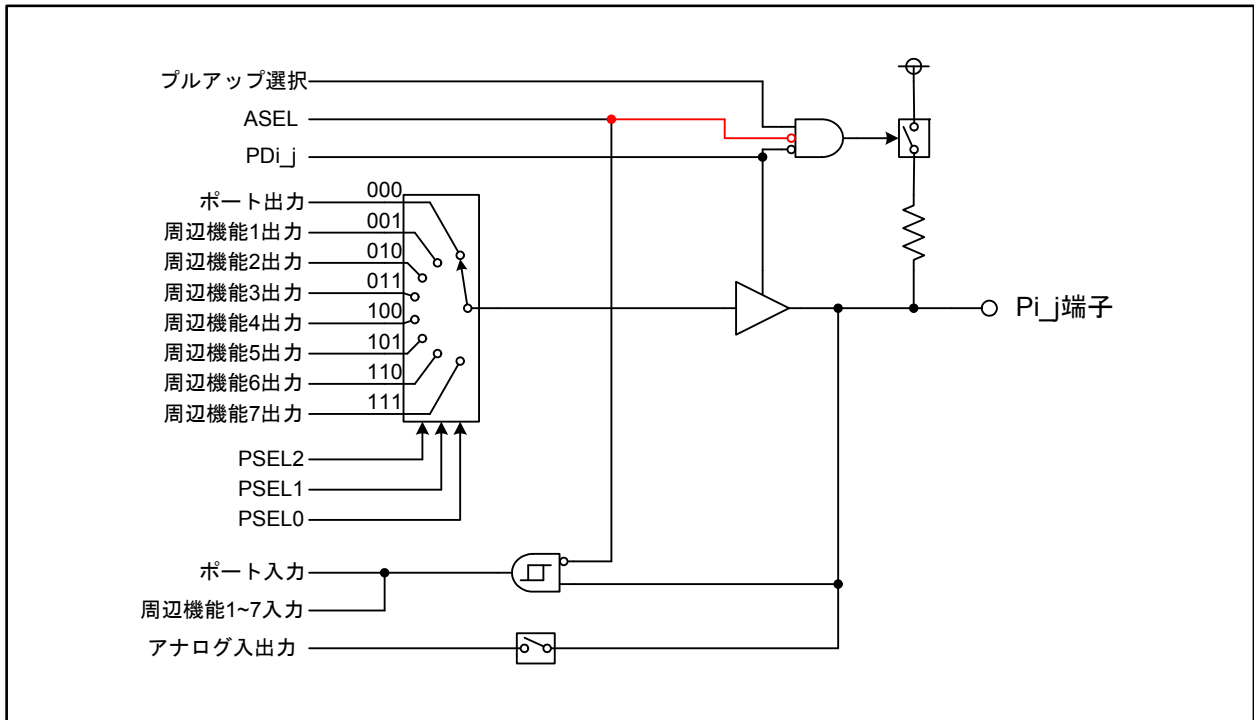 プルアップ選択
ASEL
PDi_j
ポート出力 000
周辺機能1出力 001
周辺機能2出力 010
周辺機能3出力 011
周辺機能4出力 100
周辺機能5出力 101
周辺機能6出力 110
周辺機能7出力 111
Pi_j端子
PSEL2
PSEL1
PSEL0
ポート入力
周辺機能1~7入力
アナログ入出力